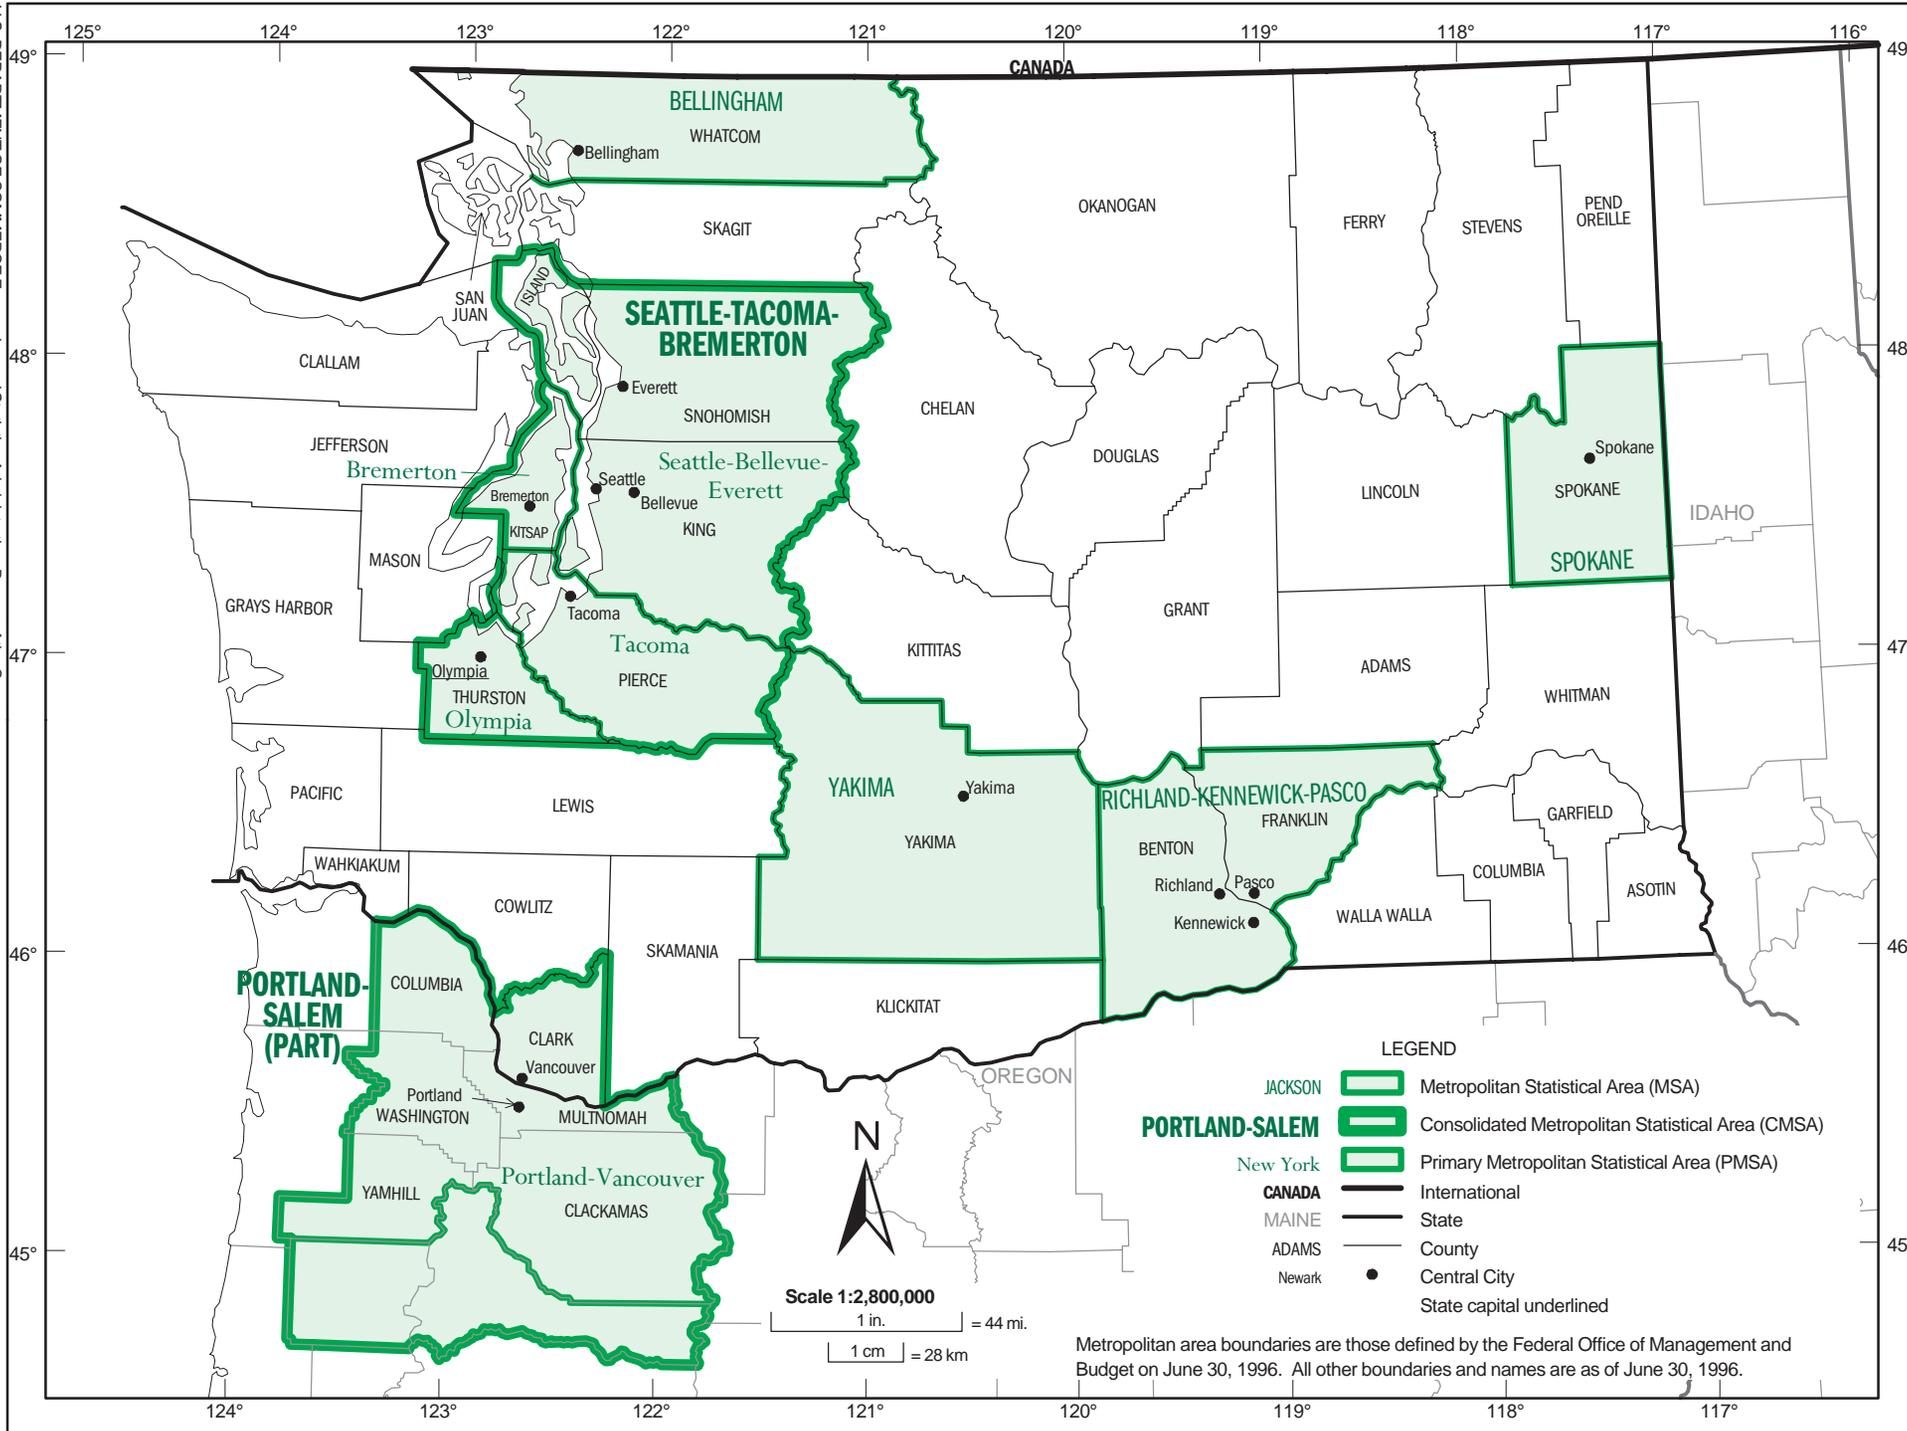 125°
124°
123°
122°
121°
120°
119°
118°
117°
116°
49°
49
CANADA
BELLINGHAM
WHATCOM
Bellingham
OKANOGAN
FERRY
STEVENS
PEND
OREILLE
SKAGIT
SAN
JUAN
ISLAND
SEATTLE-TACOMA-
BREMERTON
48°
48
CLALLAM
Everett
SNOHOMISH
CHELAN
JEFFERSON
Bremerton
Seattle-Bellevue-
Everett
DOUGLAS
Spokane
Seattle
Bellevue
Bremerton
LINCOLN
SPOKANE
KITSAP
KING
IDAHO
MASON
SPOKANE
GRAYS HARBOR
Tacoma
GRANT
47°
47
Tacoma
KITTITAS
Olympia
PIERCE
ADAMS
THURSTON
WHITMAN
Olympia
PACIFIC
LEWIS
YAKIMA
Yakima
RICHLAND-KENNEWICK-PASCO
FRANKLIN
GARFIELD
YAKIMA
BENTON
WAHKIAKUM
COLUMBIA
Richland
Pasco
ASOTIN
COWLITZ
Kennewick
WALLA WALLA
46°
46
SKAMANIA
PORTLAND-
SALEM
(PART)
COLUMBIA
KLICKITAT
CLARK
Vancouver
OREGON
Portland
WASHINGTON
MULTNOMAH
Portland-Vancouver
YAMHILL
CLACKAMAS
45°
45
N
Scale 1:2,800,000
1 in.
= 44 mi.
1 cm
= 28 km
LEGEND
JACKSON
Metropolitan Statistical Area (MSA)
PORTLAND-SALEM
Consolidated Metropolitan Statistical Area (CMSA)
New York
Primary Metropolitan Statistical Area (PMSA)
CANADA
International
MAINE
State
ADAMS
County
Newark
Central City
State capital underlined
Metropolitan area boundaries are those defined by the Federal Office of Management and
Budget on June 30, 1996. All other boundaries and names are as of June 30, 1996.
124°
123°
122°
121°
120°
119°
118°
117°